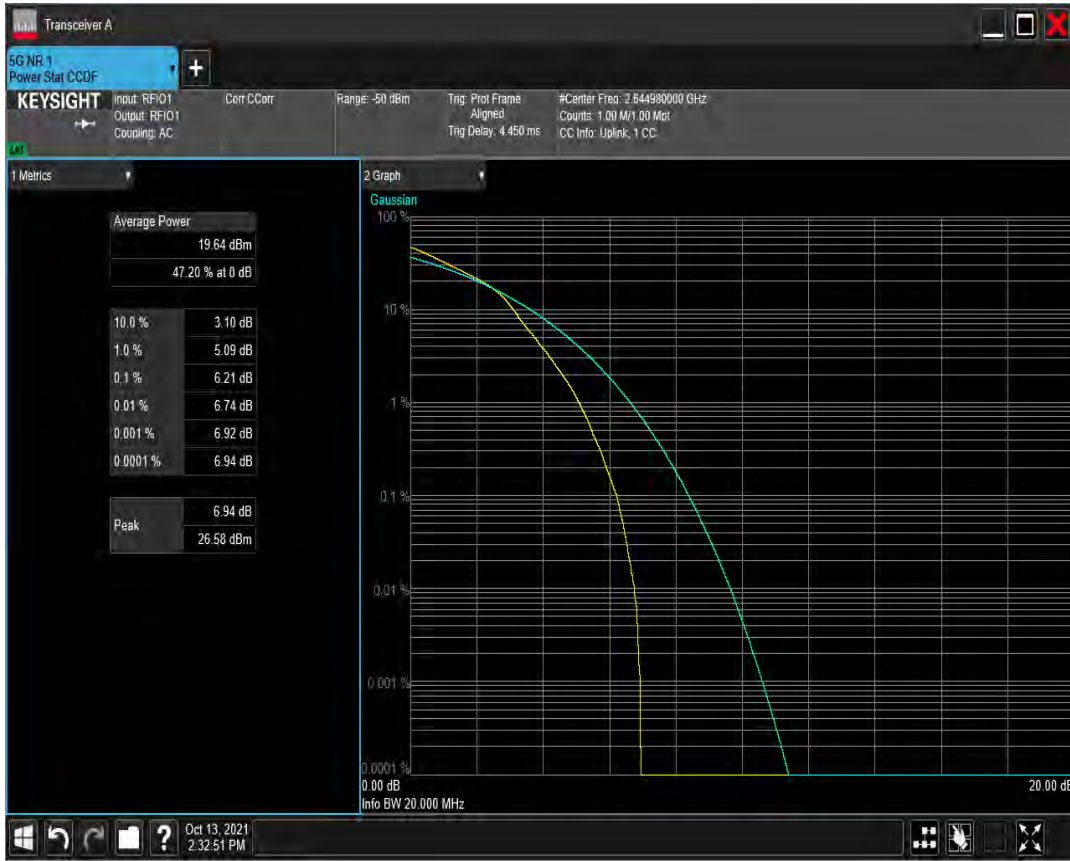 Transceiver A
5G NR 1
Power Stat CCDF
+
KEYSIGHT
Input: RFIO1
Output: RFIO1
Coupling: AC
Corr CCorr
Range: -50 dBm
Trig: Prot Frame
Aligned
Trig Delay: 4.450 ms
#Center Freq: 2.644980000 GHz
Counts: 1.00 M/1.00 Mpt
CC Info: Uplink, 1 CC
1 Metrics
Average Power
19.64 dBm
47.20 % at 0 dB
10.0 % 3.10 dB
1.0 % 5.09 dB
0.1 % 6.21 dB
0.01 % 6.74 dB
0.001 % 6.92 dB
0.0001 % 6.94 dB
Peak
6.94 dB
26.58 dBm
2 Graph
Gaussian
100 %
10 %
1 %
0.1 %
0.01 %
0.001 %
0.0001 %
0.00 dB
20.00 dB
Info BW 20.000 MHz
?
Oct 13, 2021
2:32:51 PM